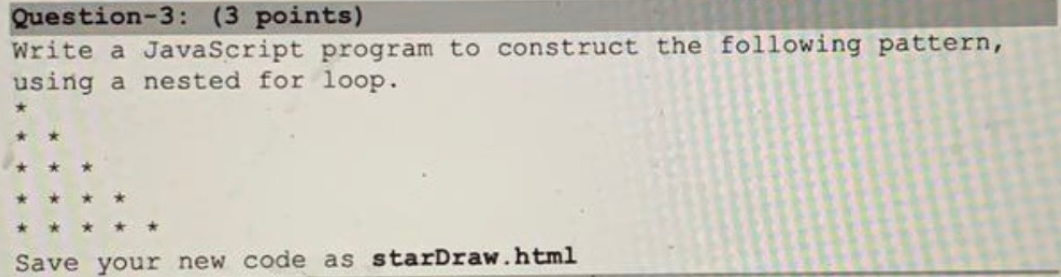 Question-3: (3 points)
Write a JavaScript program to construct the following pattern,
using a nested for loop.
*
* *
* * *
* * * *
* * * * *
Save your new code as starDraw.html